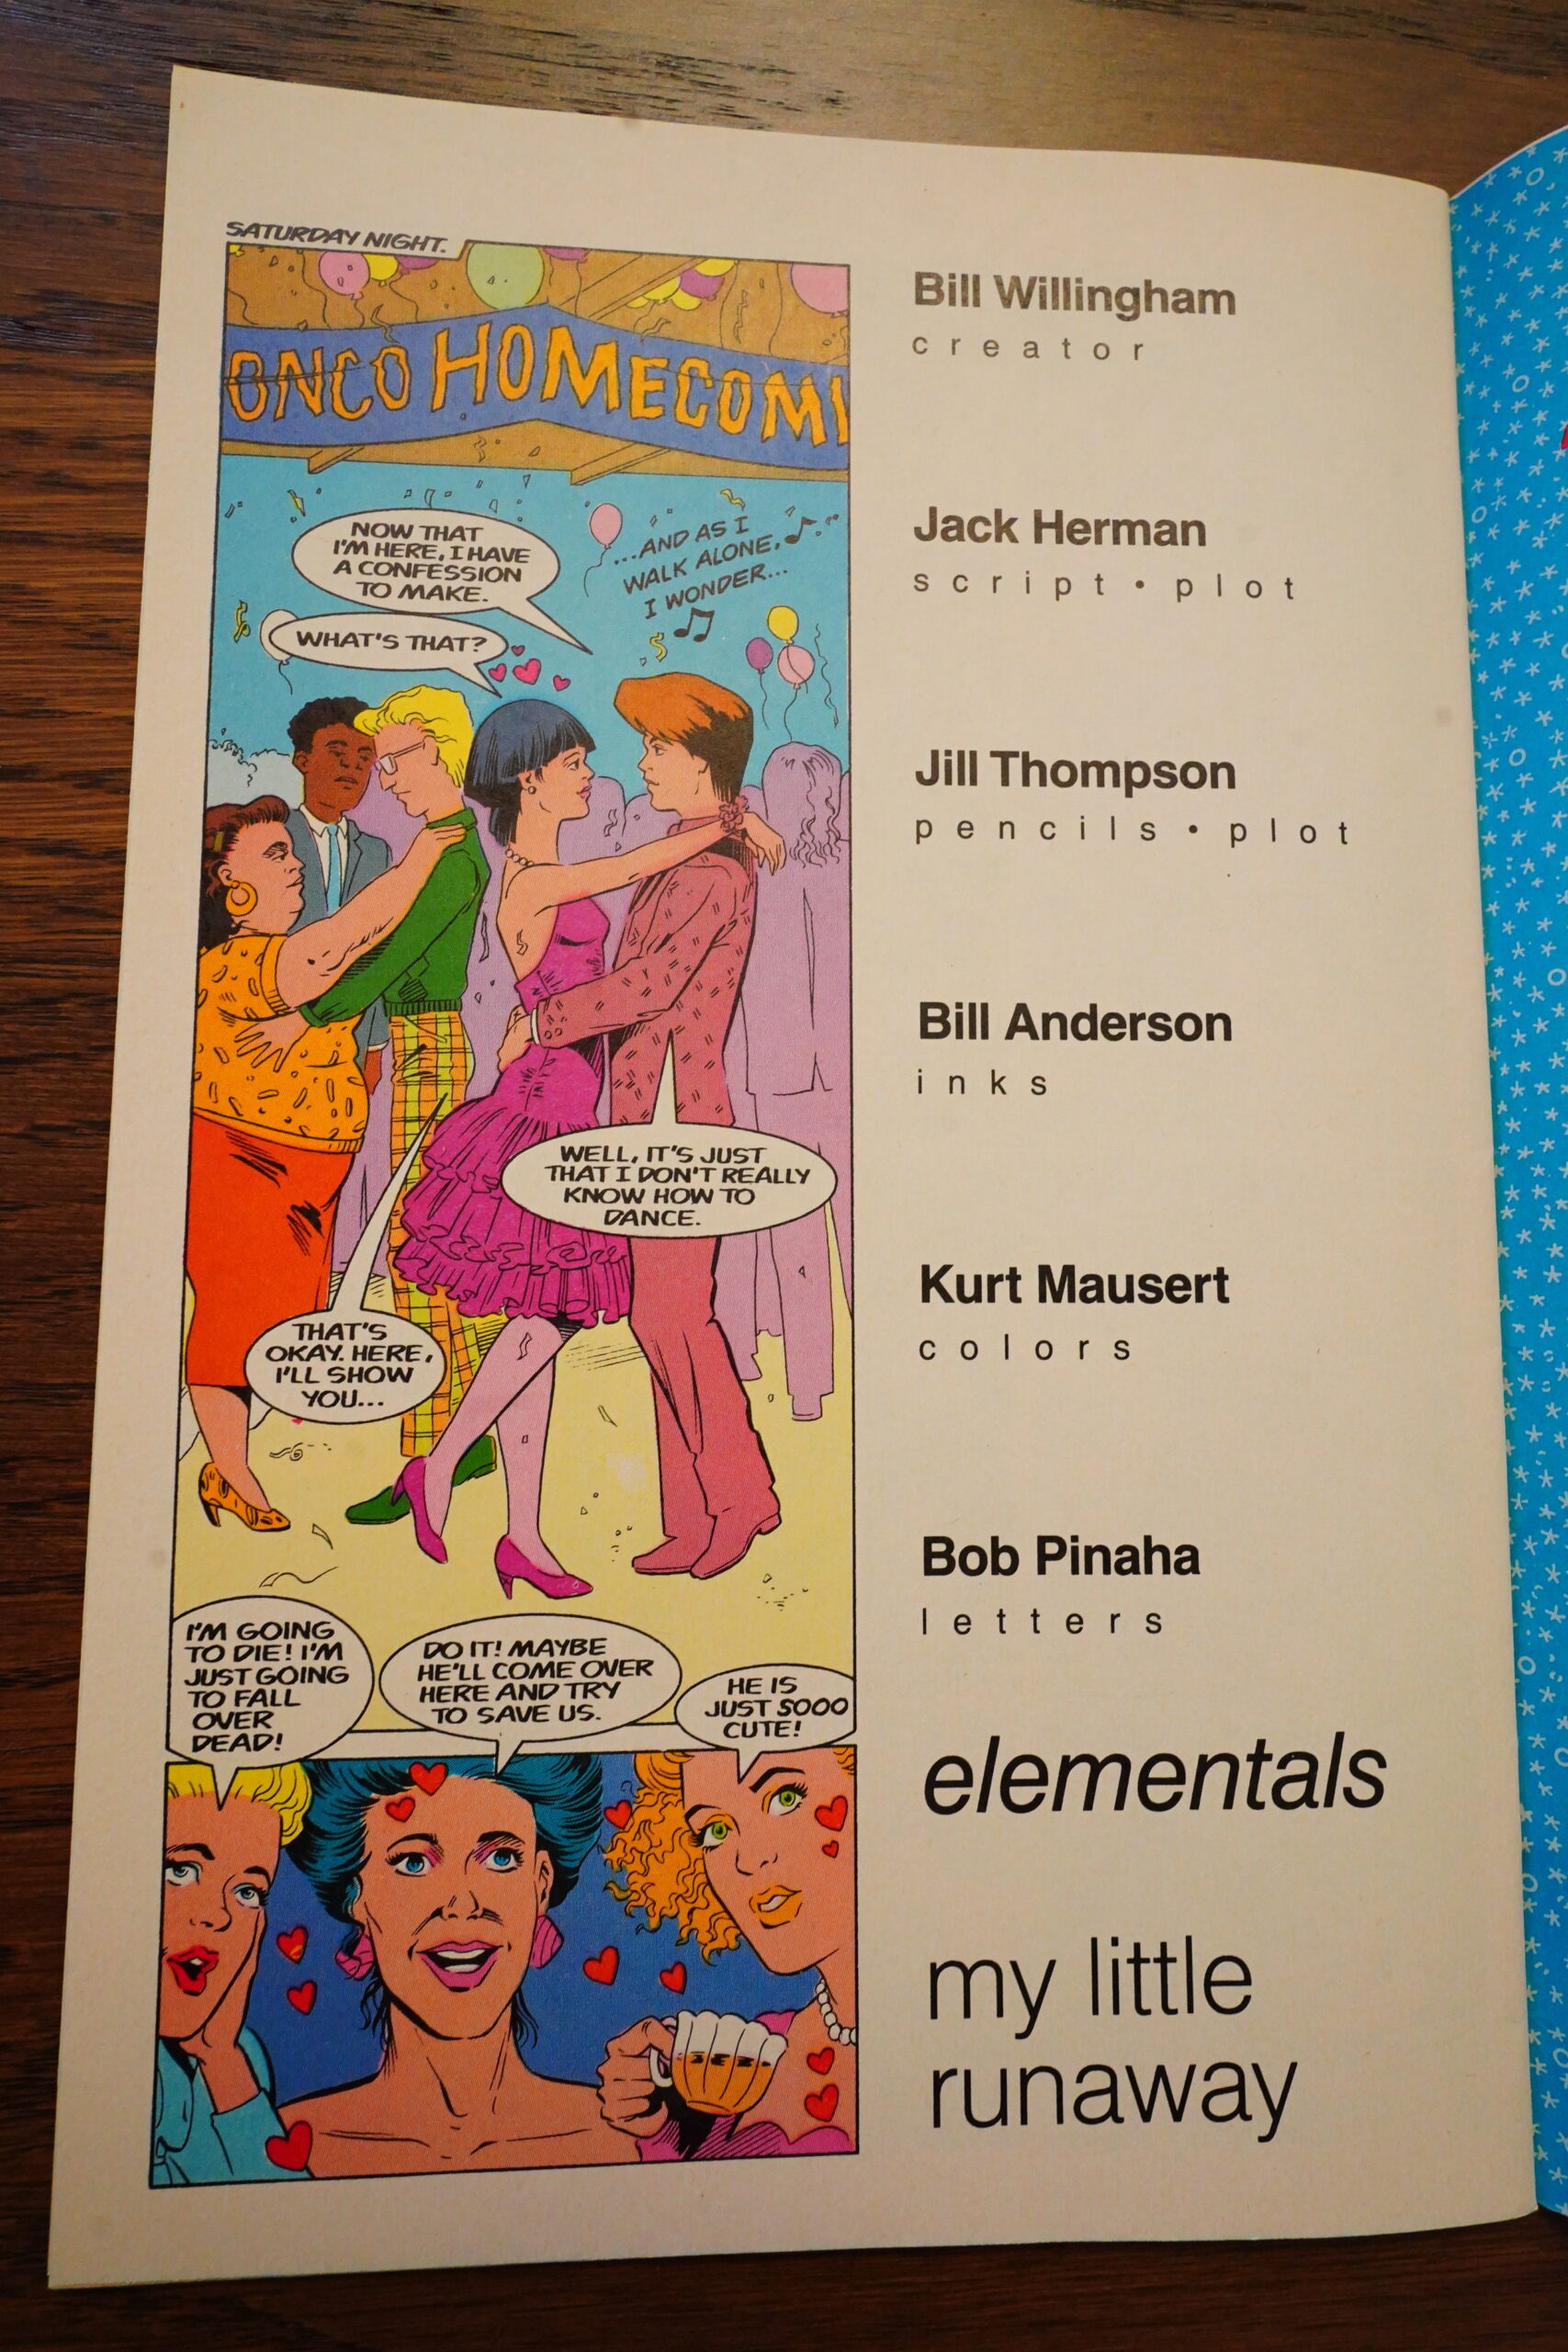 SATURDAY NIGHT.
ONCO HOMECOMI
NOW THAT
I'M HERE, I HAVE
A CONFESSION
TO MAKE.
...AND AS I
WALK ALONE,
I WONDER...
WHAT'S THAT?
WELL, IT'S JUST
THAT I DON'T REALLY
KNOW HOW TO
DANCE.
THAT'S
OKAY. HERE,
I'LL SHOW
YOU...
I'M GOING
TO DIE! I'M
JUST GOING
TO FALL
OVER
DEAD!
DO IT! MAYBE
HE'LL COME OVER
HERE AND TRY
TO SAVE US.
HE IS
JUST SOOO
CUTE!
Bill Willingham
creator
Jack Herman
script • plot
Jill Thompson
pencils • plot
Bill Anderson
inks
Kurt Mausert
colors
Bob Pinaha
letters
elementals
my little
runaway